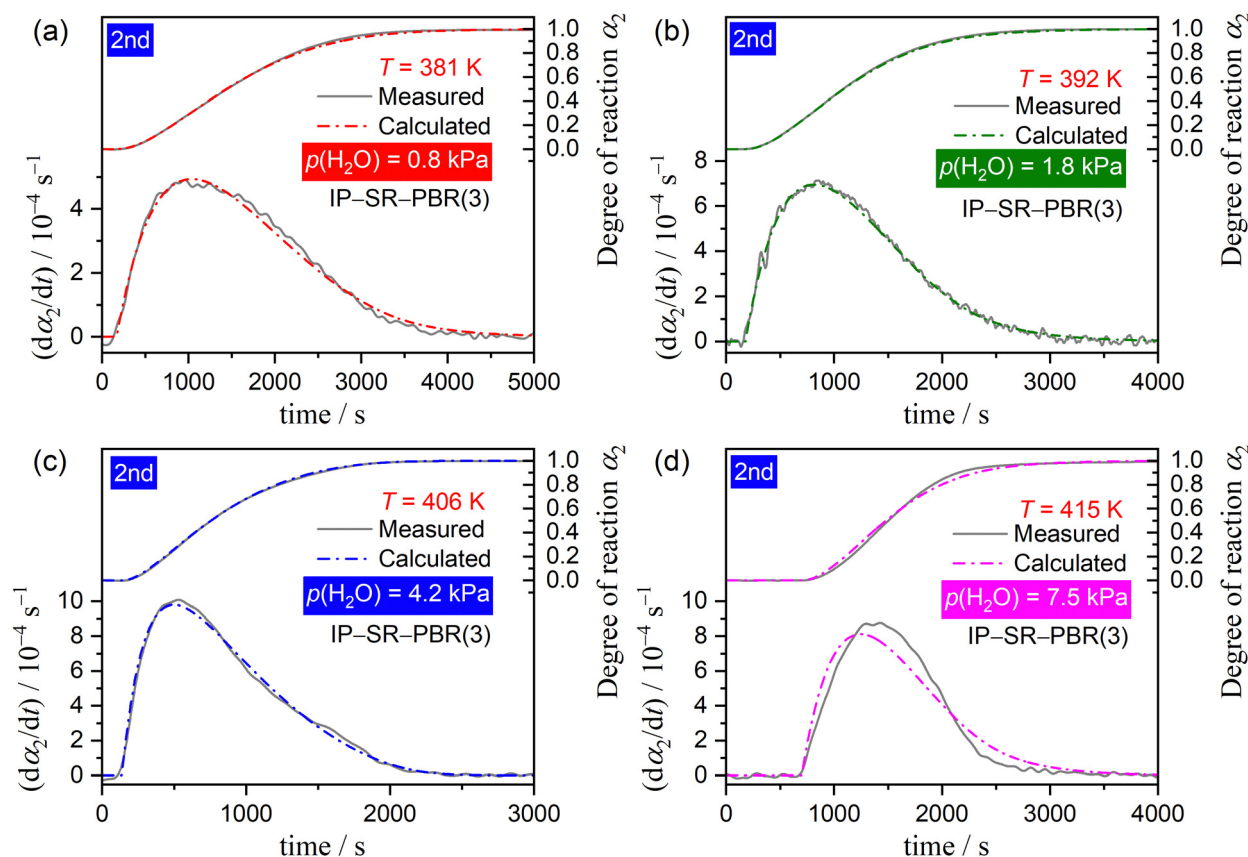 (a)
2nd
T = 381 K
Measured
Calculated
p(H₂O) = 0.8 kPa
IP–SR–PBR(3)
(dα₂/dt) / 10⁻⁴ s⁻¹
4
2
0
1.0
0.8
0.6
0.4
0.2
0.0
Degree of reaction α₂
0 1000 2000 3000 4000 5000
time / s
(b)
2nd
T = 392 K
Measured
Calculated
p(H₂O) = 1.8 kPa
IP–SR–PBR(3)
(dα₂/dt) / 10⁻⁴ s⁻¹
8
6
4
2
0
1.0
0.8
0.6
0.4
0.2
0.0
Degree of reaction α₂
0 1000 2000 3000 4000
time / s
(c)
2nd
T = 406 K
Measured
Calculated
p(H₂O) = 4.2 kPa
IP–SR–PBR(3)
(dα₂/dt) / 10⁻⁴ s⁻¹
10
8
6
4
2
0
1.0
0.8
0.6
0.4
0.2
0.0
Degree of reaction α₂
0 1000 2000 3000
time / s
(d)
2nd
T = 415 K
Measured
Calculated
p(H₂O) = 7.5 kPa
IP–SR–PBR(3)
(dα₂/dt) / 10⁻⁴ s⁻¹
10
8
6
4
2
0
1.0
0.8
0.6
0.4
0.2
0.0
Degree of reaction α₂
0 1000 2000 3000 4000
time / s